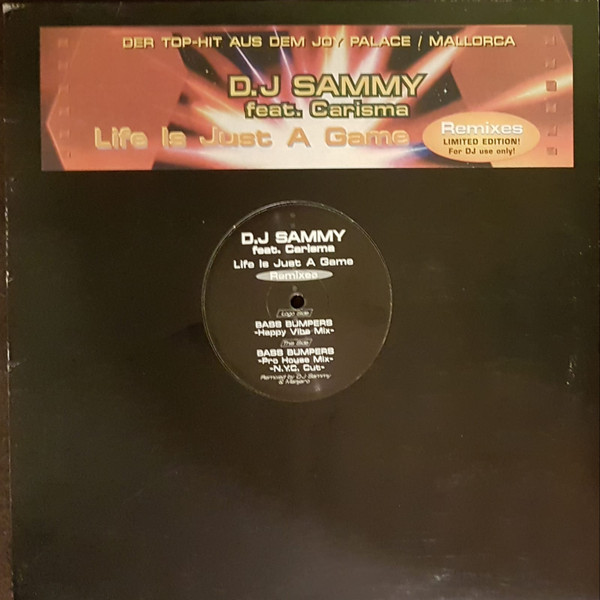 DER TOP-HIT AUS DEM JOY PALACE / MALLORCA
D.J SAMMY
feat. Carisma
Life Is Just A Game
Remixes
LIMITED EDITION!
For DJ use only!
D.J SAMMY
feat. Carisma
Life Is Just A Game
Remixes
Logo Side
BASS BUMPERS
-Happy Vibe Mix-
This Side
BASS BUMPERS
-Pro House Mix-
-N.Y.C. Cut-
Remixed by DJ Sammy
& Manjaro